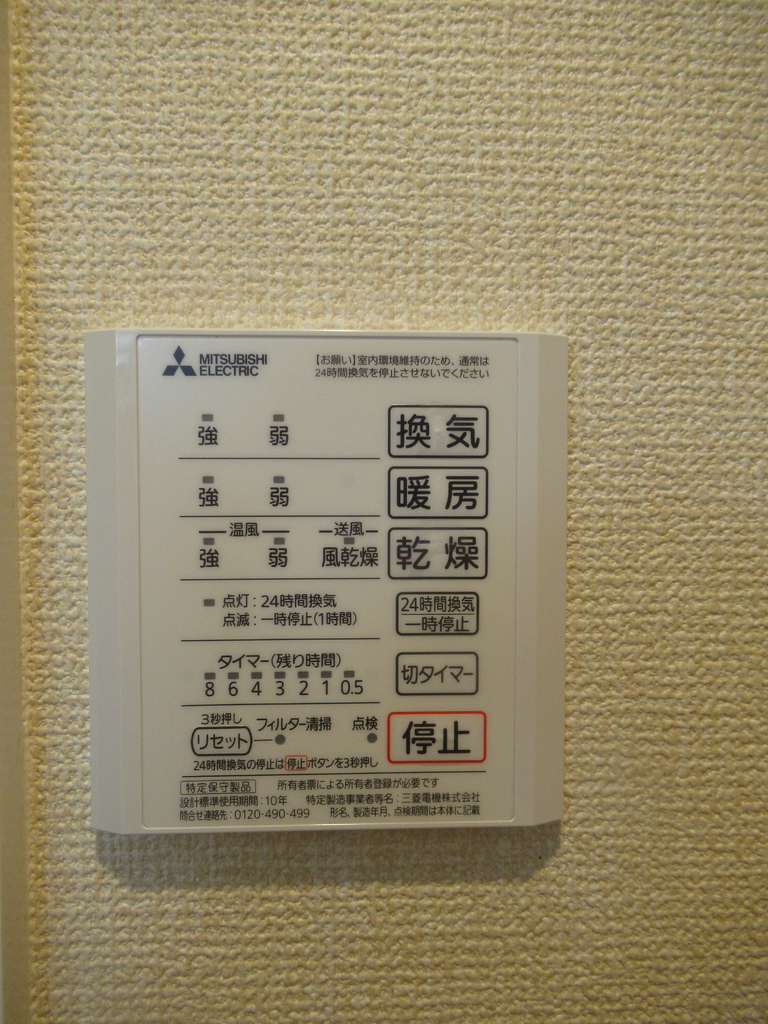 MITSUBISHI
ELECTRIC
【お願い】室内環境維持のため、通常は
24時間換気を停止させないでください
強 弱 換気
強 弱 暖房
温風 送風
強 弱 風乾燥 乾燥
点灯:24時間換気
点滅:一時停止(1時間)
24時間換気
一時停止
タイマー(残り時間)
8 6 4 3 2 1 0.5
切タイマー
3秒押し
リセット フィルター清掃 点検
停止
24時間換気の停止は停止ボタンを3秒押し
特定保守製品 所有者票による所有者登録が必要です
設計標準使用期間:10年 特定製造事業者等名:三菱電機株式会社
問合せ連絡先:0120-490-499 形名、製造年月、点検期間は本体に記載